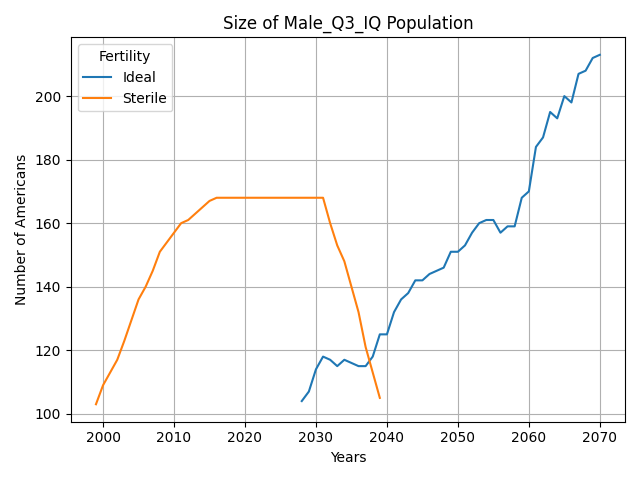 Size of Male_Q3_IQ Population
Fertility
Ideal
Sterile
Number of Americans
200
180
160
140
120
100
2000 2010 2020 2030 2040 2050 2060 2070
Years